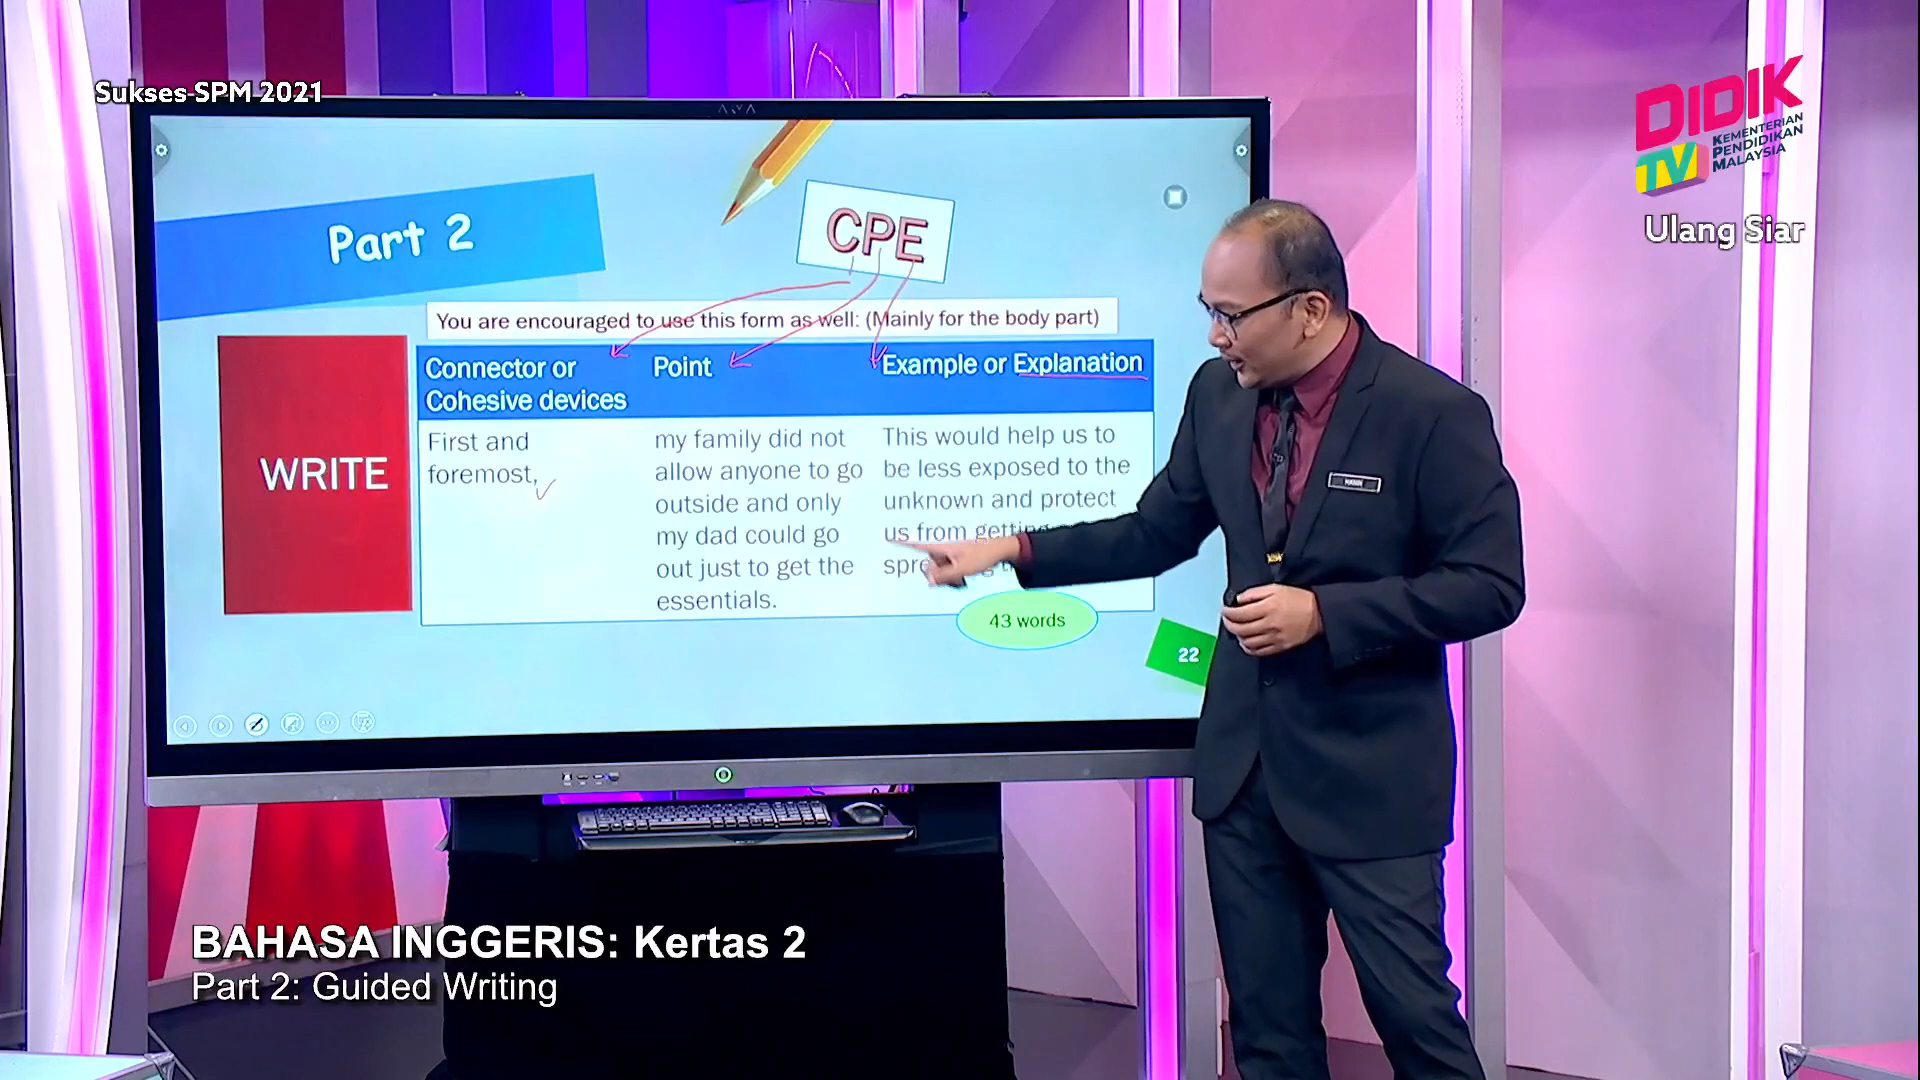 Sukses SPM 2021
DIDIK
TV
KEMENTERIAN
PENDIDIKAN
MALAYSIA
Ulang Siar
Part 2
CPE
You are encouraged to use this form as well: (Mainly for the body part)
Connector or
Cohesive devices
Point
Example or Explanation
WRITE
First and
foremost,
my family did not
allow anyone to go
outside and only
my dad could go
out just to get the
essentials.
This would help us to
be less exposed to the
unknown and protect
us from
43 words
22
BAHASA INGGERIS: Kertas 2
Part 2: Guided Writing